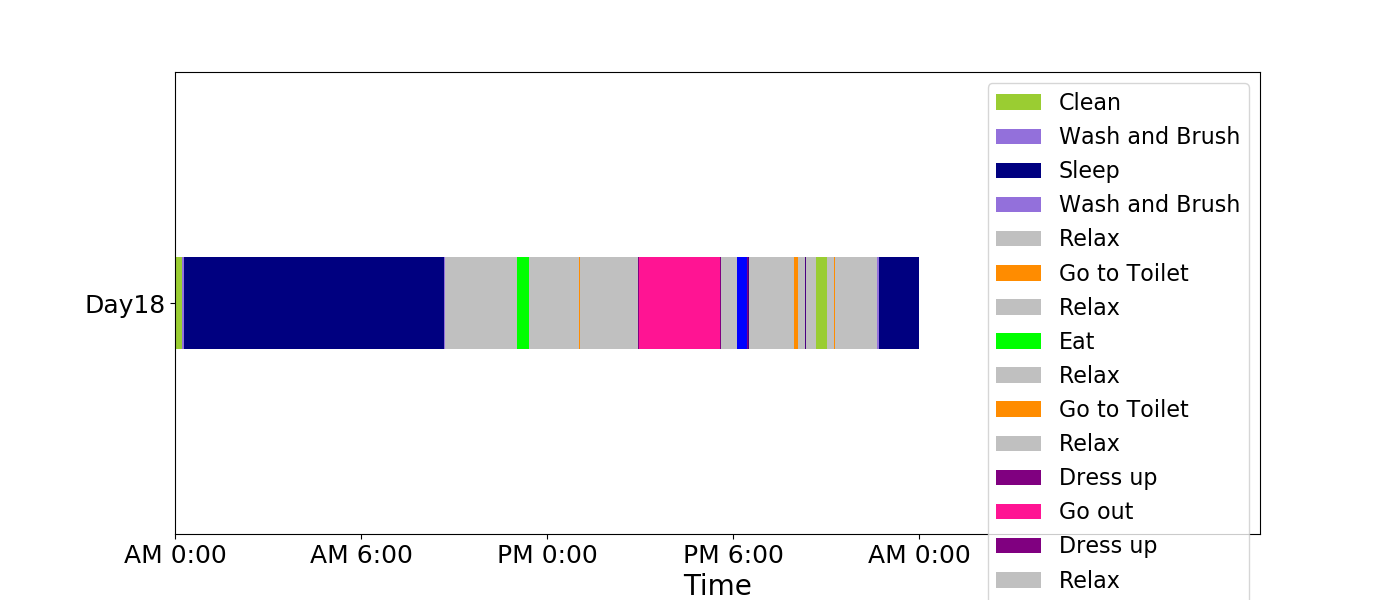 Clean
Wash and Brush
Sleep
Wash and Brush
Relax
Go to Toilet
Relax
Eat
Relax
Go to Toilet
Relax
Dress up
Go out
Dress up
Relax
Day18
AM 0:00 AM 6:00 PM 0:00 PM 6:00 AM 0:00
Time